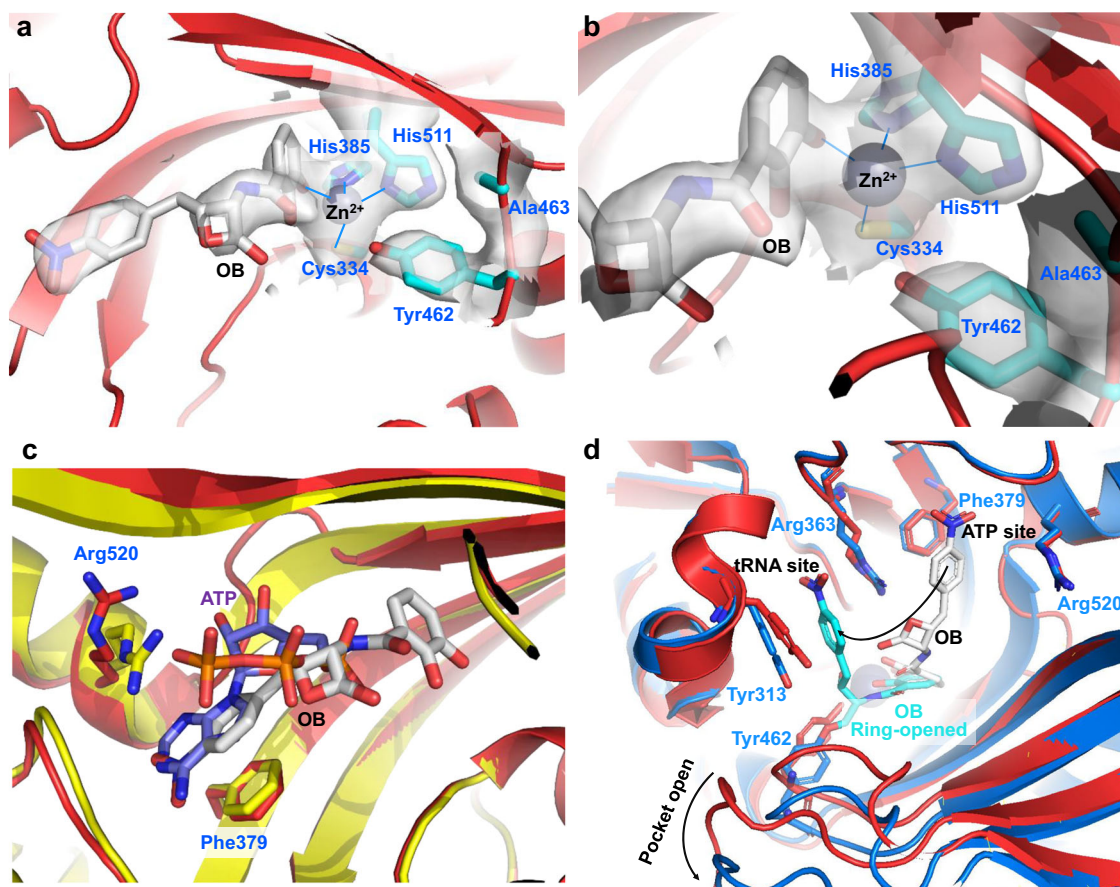 a
His385
His511
Zn²⁺
Ala463
OB
Cys334
Tyr462
b
His385
Zn²⁺
His511
OB
Cys334
Ala463
Tyr462
c
Arg520
ATP
OB
Phe379
d
Phe379
Arg363
ATP site
tRNA site
Arg520
OB
Tyr313
OB
Ring-opened
Tyr462
Pocket open